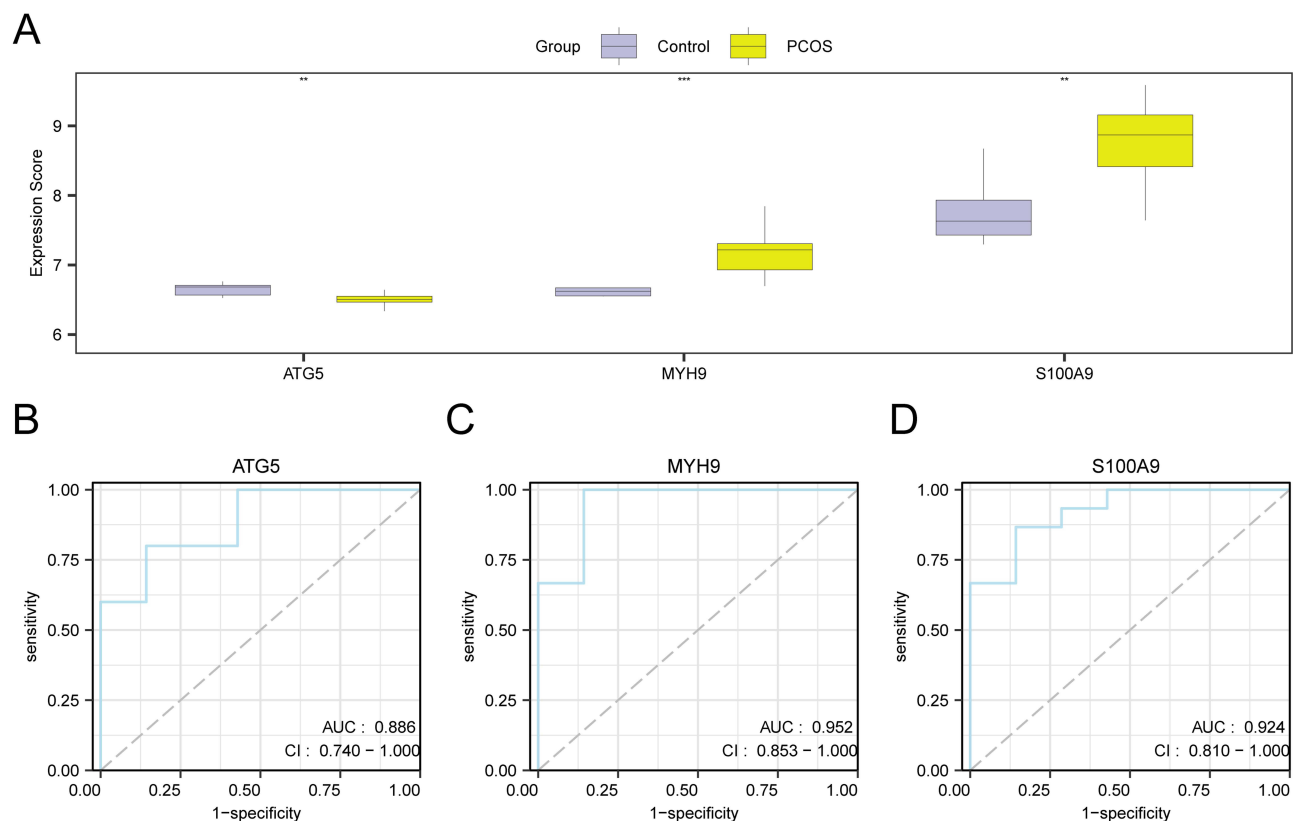 A
Group Control PCOS
** *** **
Expression Score
9
8
7
6
ATG5 MYH9 S100A9
B
ATG5
sensitivity
1.00
0.75
0.50
0.25
0.00
AUC : 0.886
CI : 0.740 − 1.000
0.00 0.25 0.50 0.75 1.00
1−specificity
C
MYH9
sensitivity
1.00
0.75
0.50
0.25
0.00
AUC : 0.952
CI : 0.853 − 1.000
0.00 0.25 0.50 0.75 1.00
1−specificity
D
S100A9
sensitivity
1.00
0.75
0.50
0.25
0.00
AUC : 0.924
CI : 0.810 − 1.000
0.00 0.25 0.50 0.75 1.00
1−specificity